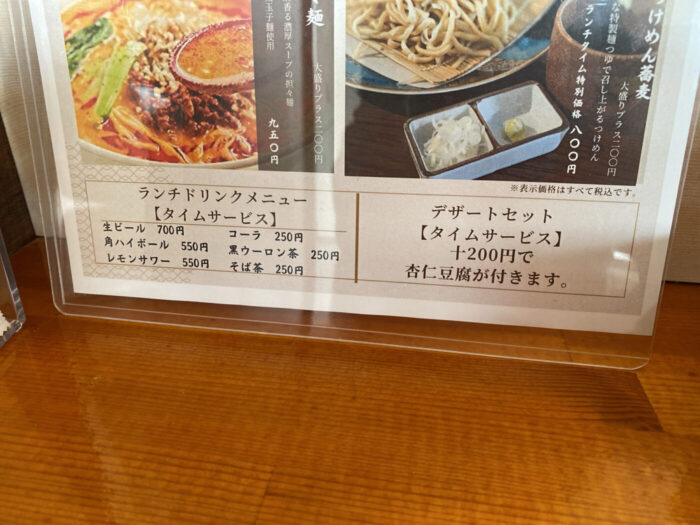 麺
香る濃厚スープの担々麺
玉子麺使用
九五〇円
大盛りプラス二〇〇円
つけめん蕎麦
大盛りプラス二〇〇円
な特製麺つゆで召し上がるつけめん
ランチタイム特別価格 八〇〇円
※表示価格はすべて税込です。
ランチドリンクメニュー
【タイムサービス】
生ビール 700円
角ハイボール 550円
レモンサワー 550円
コーラ 250円
黒ウーロン茶 250円
そば茶 250円
デザートセット
【タイムサービス】
十200円で
杏仁豆腐が付きます。